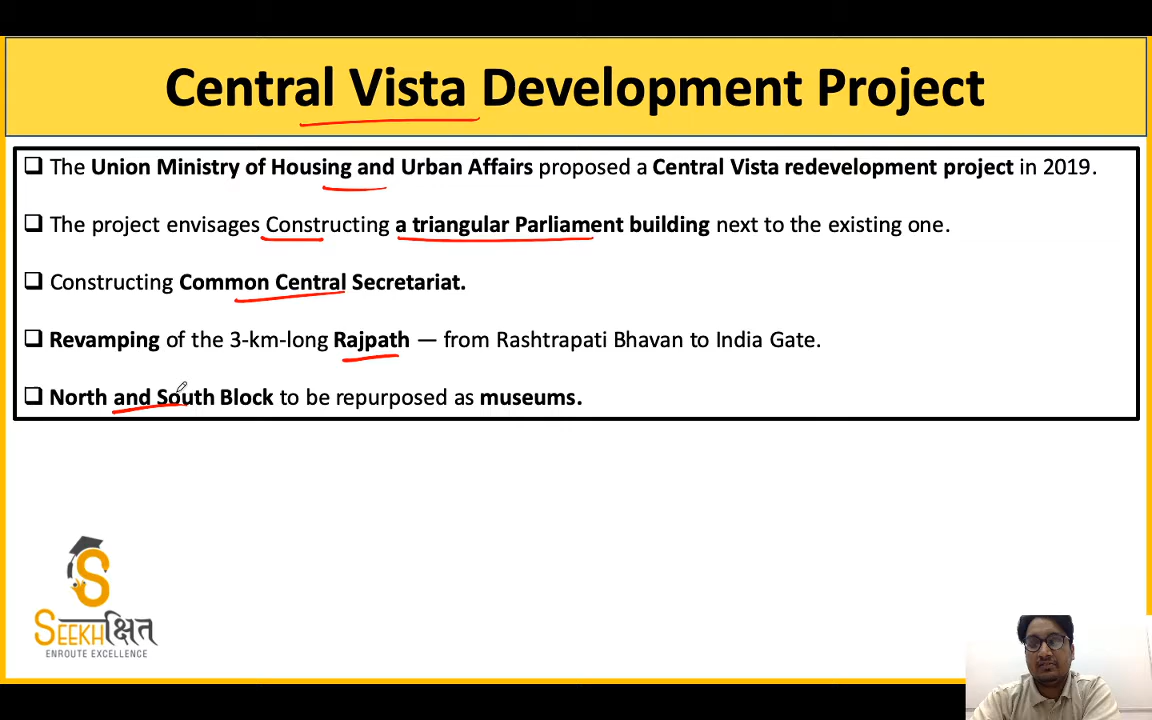 Central Vista Development Project
❑ The Union Ministry of Housing and Urban Affairs proposed a Central Vista redevelopment project in 2019.
❑ The project envisages Constructing a triangular Parliament building next to the existing one.
❑ Constructing Common Central Secretariat.
❑ Revamping of the 3-km-long Rajpath — from Rashtrapati Bhavan to India Gate.
❑ North and South Block to be repurposed as museums.
S
SEEKHक्षित
ENROUTE EXCELLENCE